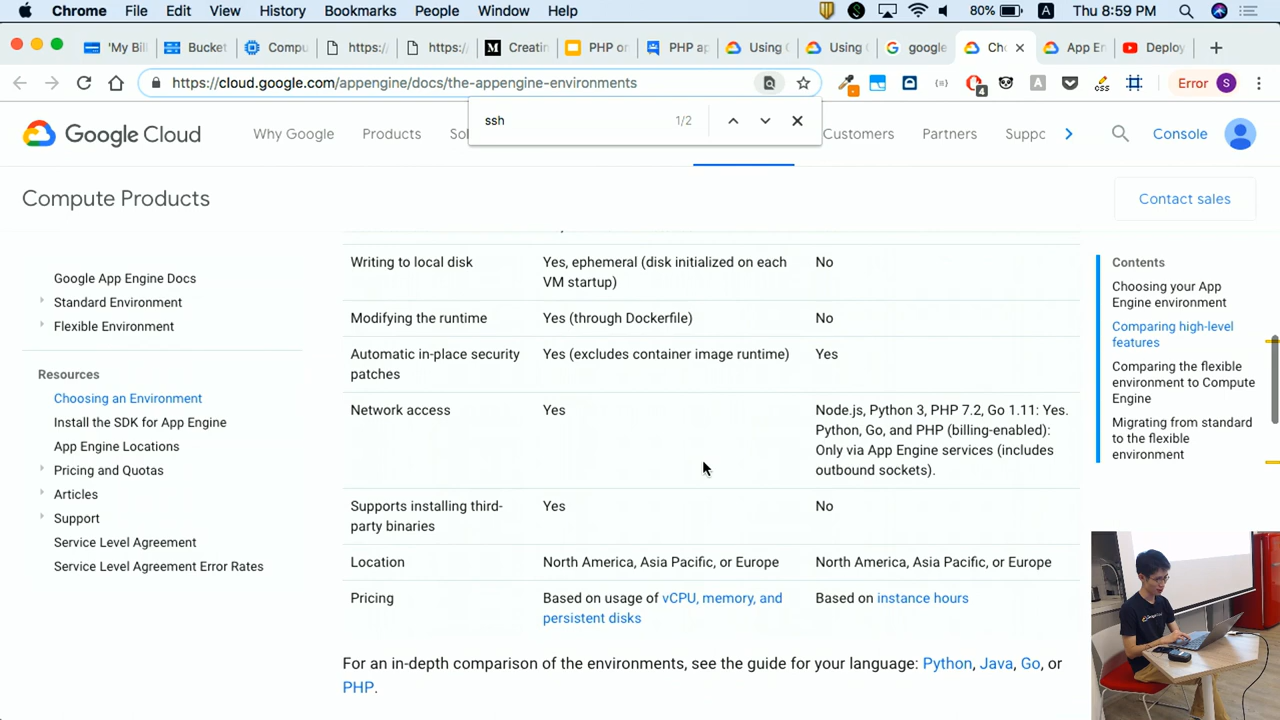 Chrome File Edit View History Bookmarks People Window Help 80% A Thu 8:59 PM
'My Bil Bucket Compu https:/ https:/ Creatin PHP or PHP ap Using Using google Cho App En Deploy
https://cloud.google.com/appengine/docs/the-appengine-environments 4 Error S
ssh 1/2
Google Cloud Why Google Products Sol Customers Partners Suppc Console
Compute Products Contact sales
Google App Engine Docs
Standard Environment
Flexible Environment
Resources
Choosing an Environment
Install the SDK for App Engine
App Engine Locations
Pricing and Quotas
Articles
Support
Service Level Agreement
Service Level Agreement Error Rates
Writing to local disk Yes, ephemeral (disk initialized on each No
VM startup)
Modifying the runtime Yes (through Dockerfile) No
Automatic in-place security Yes (excludes container image runtime) Yes
patches
Network access Yes Node.js, Python 3, PHP 7.2, Go 1.11: Yes.
Python, Go, and PHP (billing-enabled):
Only via App Engine services (includes
outbound sockets).
Supports installing third- Yes No
party binaries
Location North America, Asia Pacific, or Europe North America, Asia Pacific, or Europe
Pricing Based on usage of vCPU, memory, and Based on instance hours
persistent disks
For an in-depth comparison of the environments, see the guide for your language: Python, Java, Go, or
PHP.
Contents
Choosing your App
Engine environment
Comparing high-level
features
Comparing the flexible
environment to Compute
Engine
Migrating from standard
to the flexible
environment